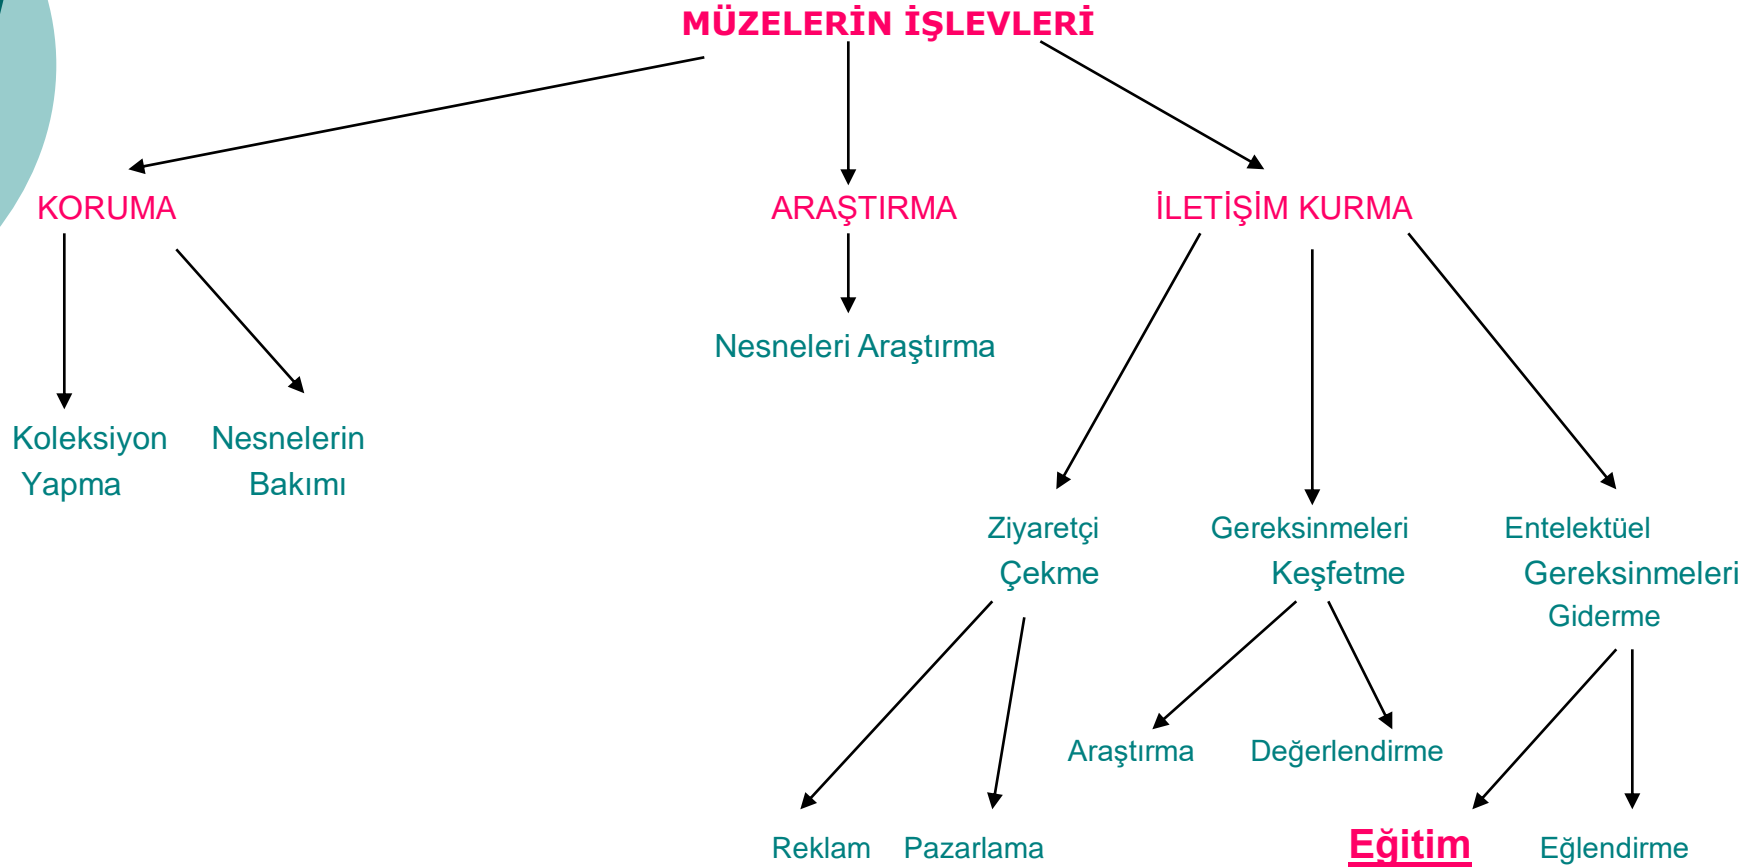 MÜZELERİN İŞLEVLERİ
KORUMA
ARAŞTIRMA
İLETİŞİM KURMA
Nesneleri Araştırma
Koleksiyon
Yapma
Nesnelerin
Bakımı
Ziyaretçi
Çekme
Gereksinmeleri
Keşfetme
Entelektüel
Gereksinmeleri
Giderme
Araştırma
Değerlendirme
Reklam
Pazarlama
Eğitim
Eğlendirme